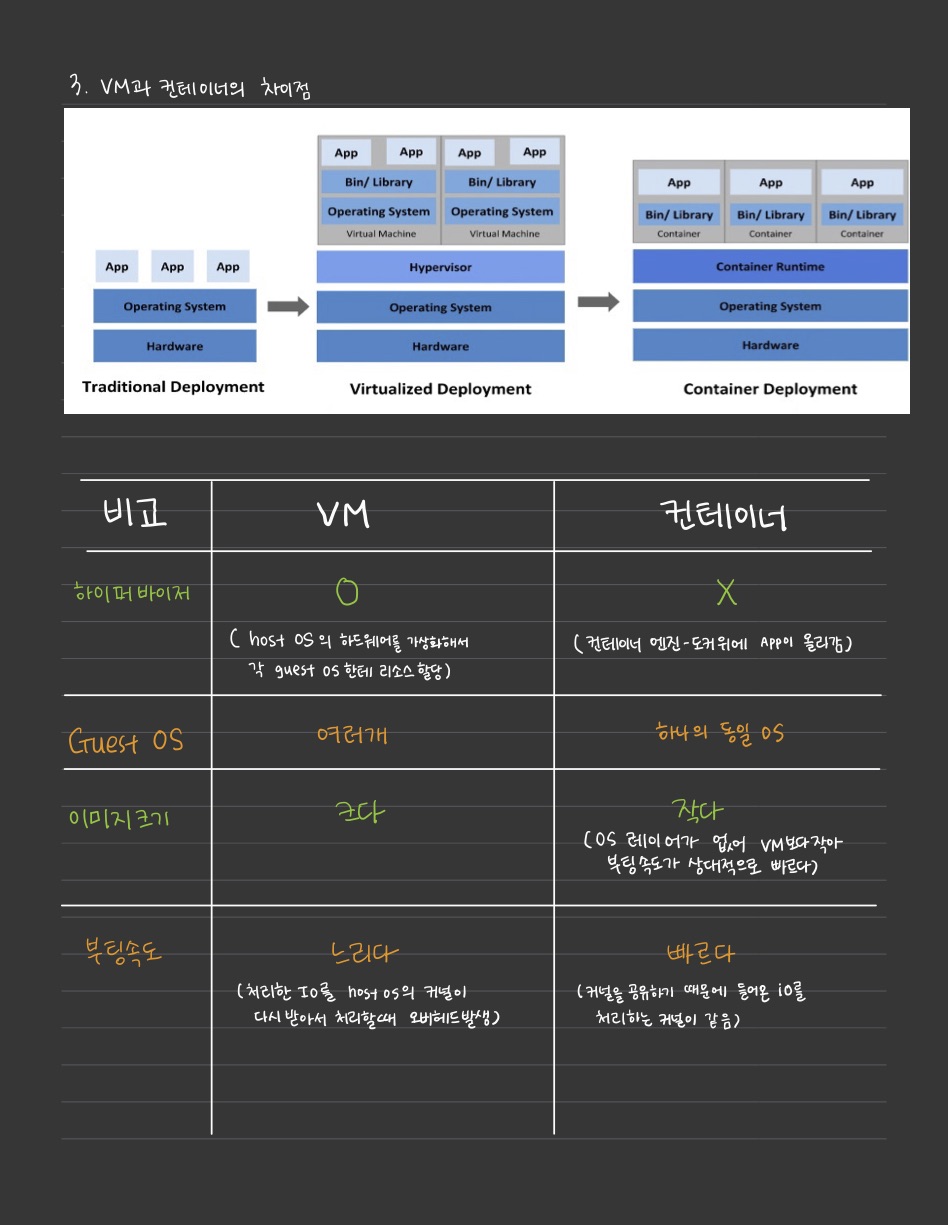 3. VM과 컨테이너의 차이점
App App App App
Bin/ Library Bin/ Library
Operating System Operating System
Virtual Machine Virtual Machine
App App App
Bin/ Library Bin/ Library Bin/ Library
Container Container Container
App App App
Hypervisor
Container Runtime
Operating System
Operating System
Operating System
Hardware
Hardware
Hardware
Traditional Deployment
Virtualized Deployment
Container Deployment
비교 VM 컨테이너
하이퍼바이저 O X
( host OS의 하드웨어를 가상화해서
각 guest OS한테 리소스 할당)
(컨테이너 엔진-도커위에 App이 올라감)
Guest OS 여러개 하나의 동일 OS
이미지크기 크다 작다
(OS 레이어가 없어 VM보다작아
부팅속도가 상대적으로 빠르다)
부팅속도 느리다 빠르다
(처리한 IO를 host os의 커널이
다시 받아서 처리할때 오버헤드발생)
(커널을 공유하기 때문에 들어온 io를
처리하는 커널이 같음)